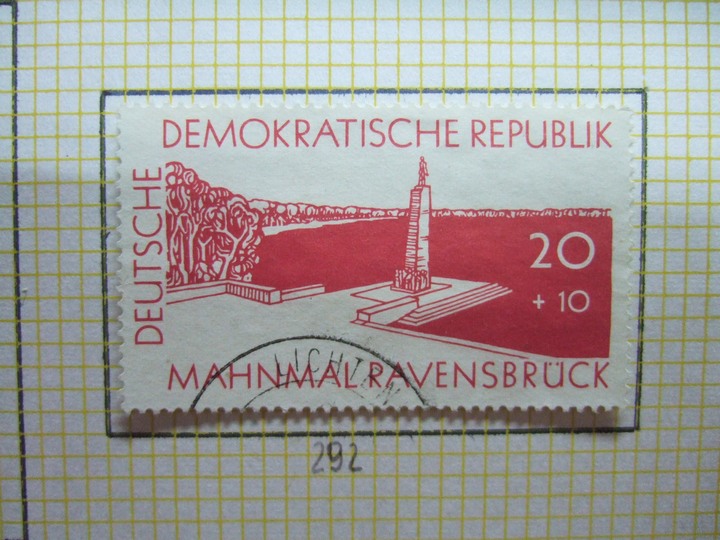 DEUTSCHE
DEMOKRATISCHE REPUBLIK
20
+ 10
MAHNMAL RAVENSBRÜCK
292